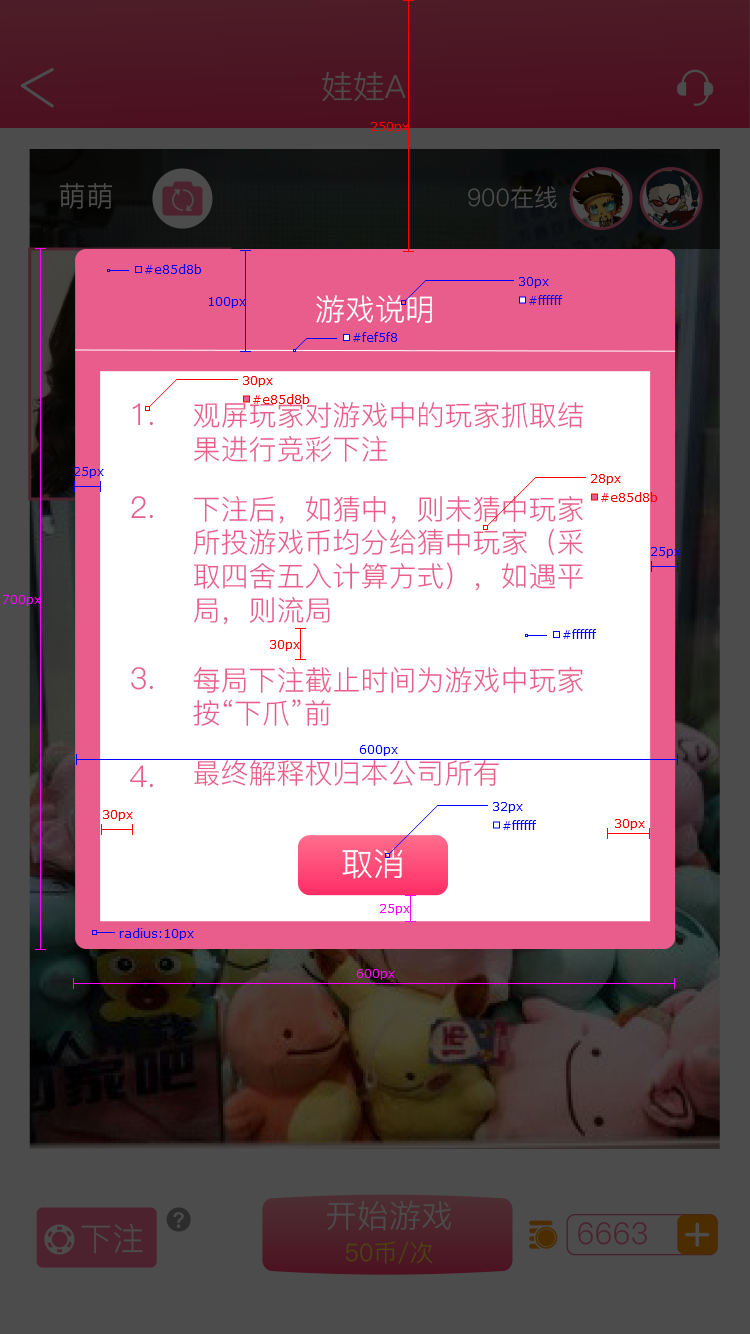 250px
娃娃A
萌萌
900在线
#e85d8b
100px
30px
#ffffff
游戏说明
#fef5f8
30px
#e85d8b
1. 观屏玩家对游戏中的玩家抓取结
果进行竞彩下注
25px
28px
#e85d8b
2. 下注后，如猜中，则未猜中玩家
所投游戏币均分给猜中玩家（采
取四舍五入计算方式），如遇平
局，则流局
25px
700px
#ffffff
30px
3. 每局下注截止时间为游戏中玩家
按“下爪”前
600px
4. 最终解释权归本公司所有
32px
#ffffff
30px
30px
取消
25px
radius:10px
600px
家吧
下注
?
开始游戏
50币/次
6663
+